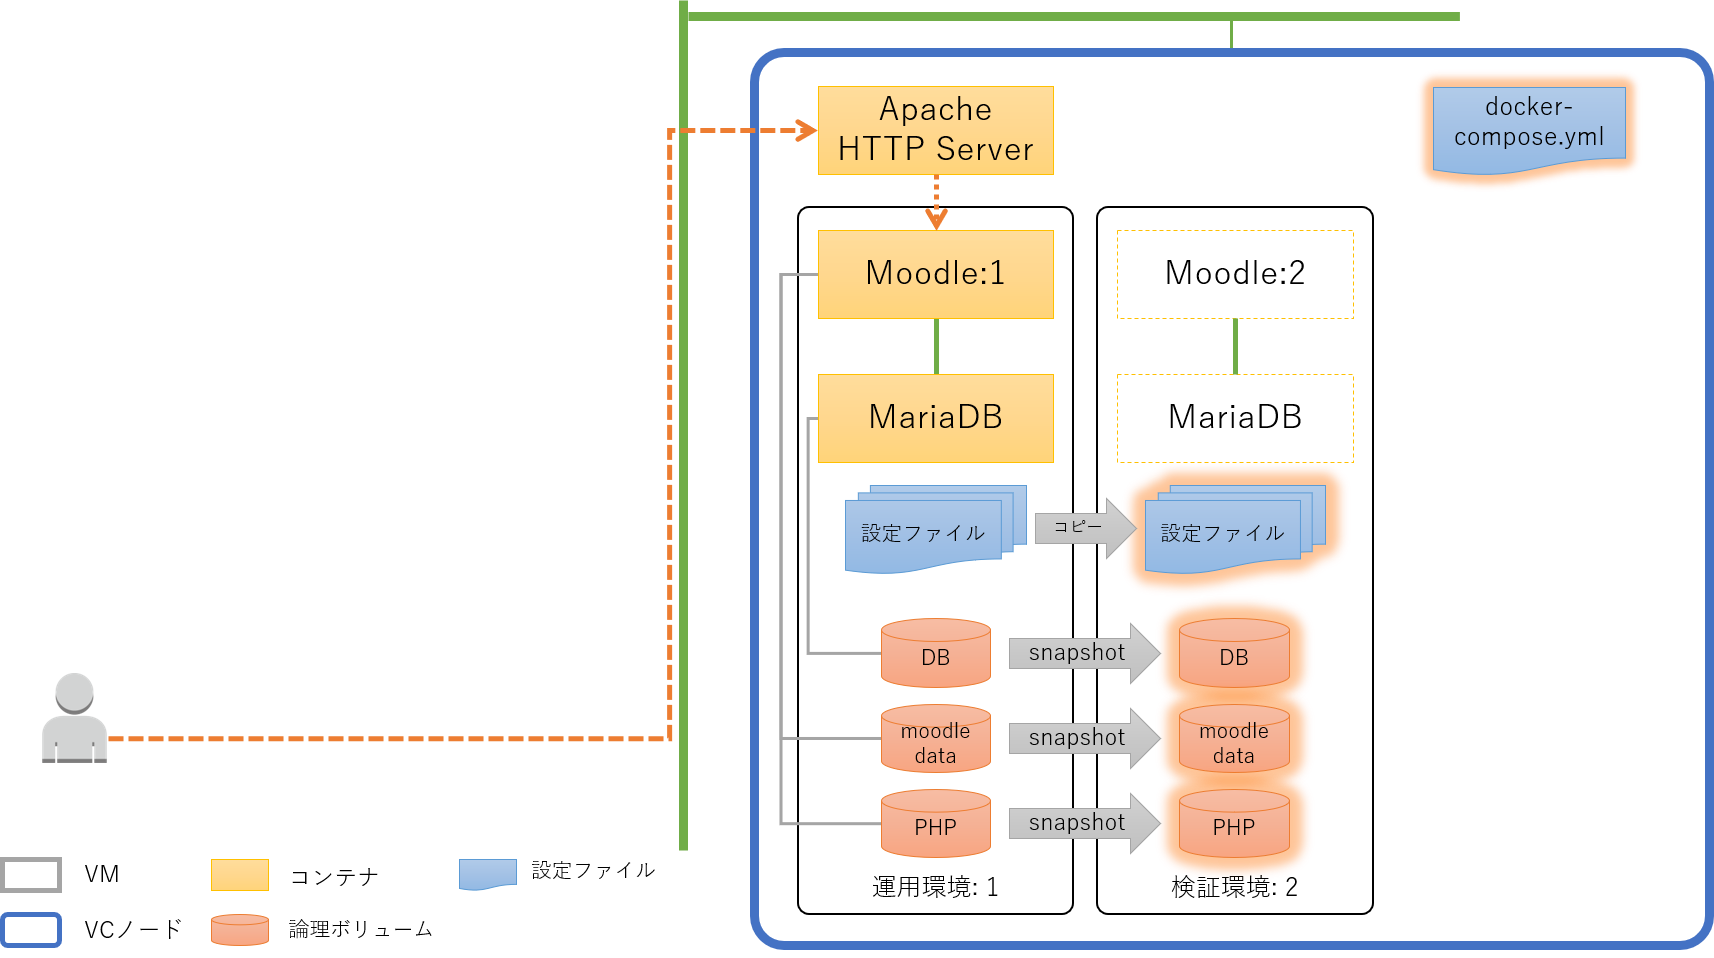 Apache
HTTP Server
docker-
compose.yml
Moodle:1
Moodle:2
MariaDB
MariaDB
設定ファイル
コピー
設定ファイル
DB
snapshot
DB
moodle
data
snapshot
moodle
data
PHP
snapshot
PHP
運用環境: 1
検証環境: 2
VM
コンテナ
設定ファイル
VCノード
論理ボリューム